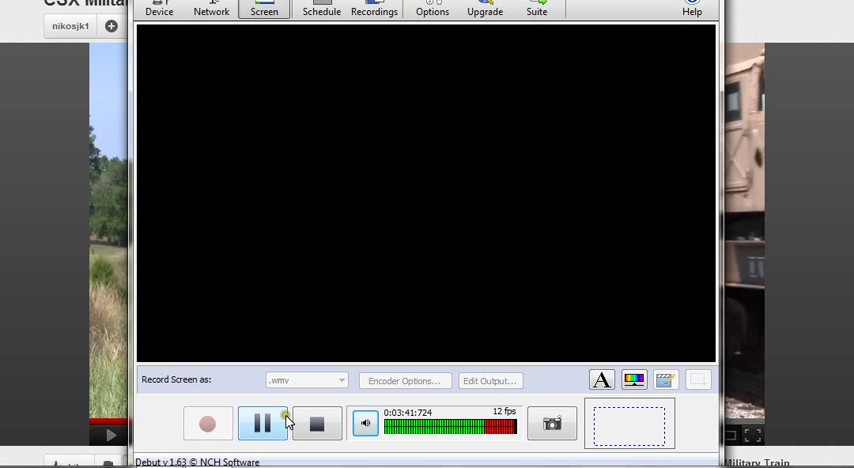 CSX Milita
nikosjk1
Device Network Screen Schedule Recordings Options Upgrade Suite Help
Record Screen as: .wmv Encoder Options... Edit Output...
A
0:03:41:724 12 fps
Debut v 1.63 © NCH Software
Military Train